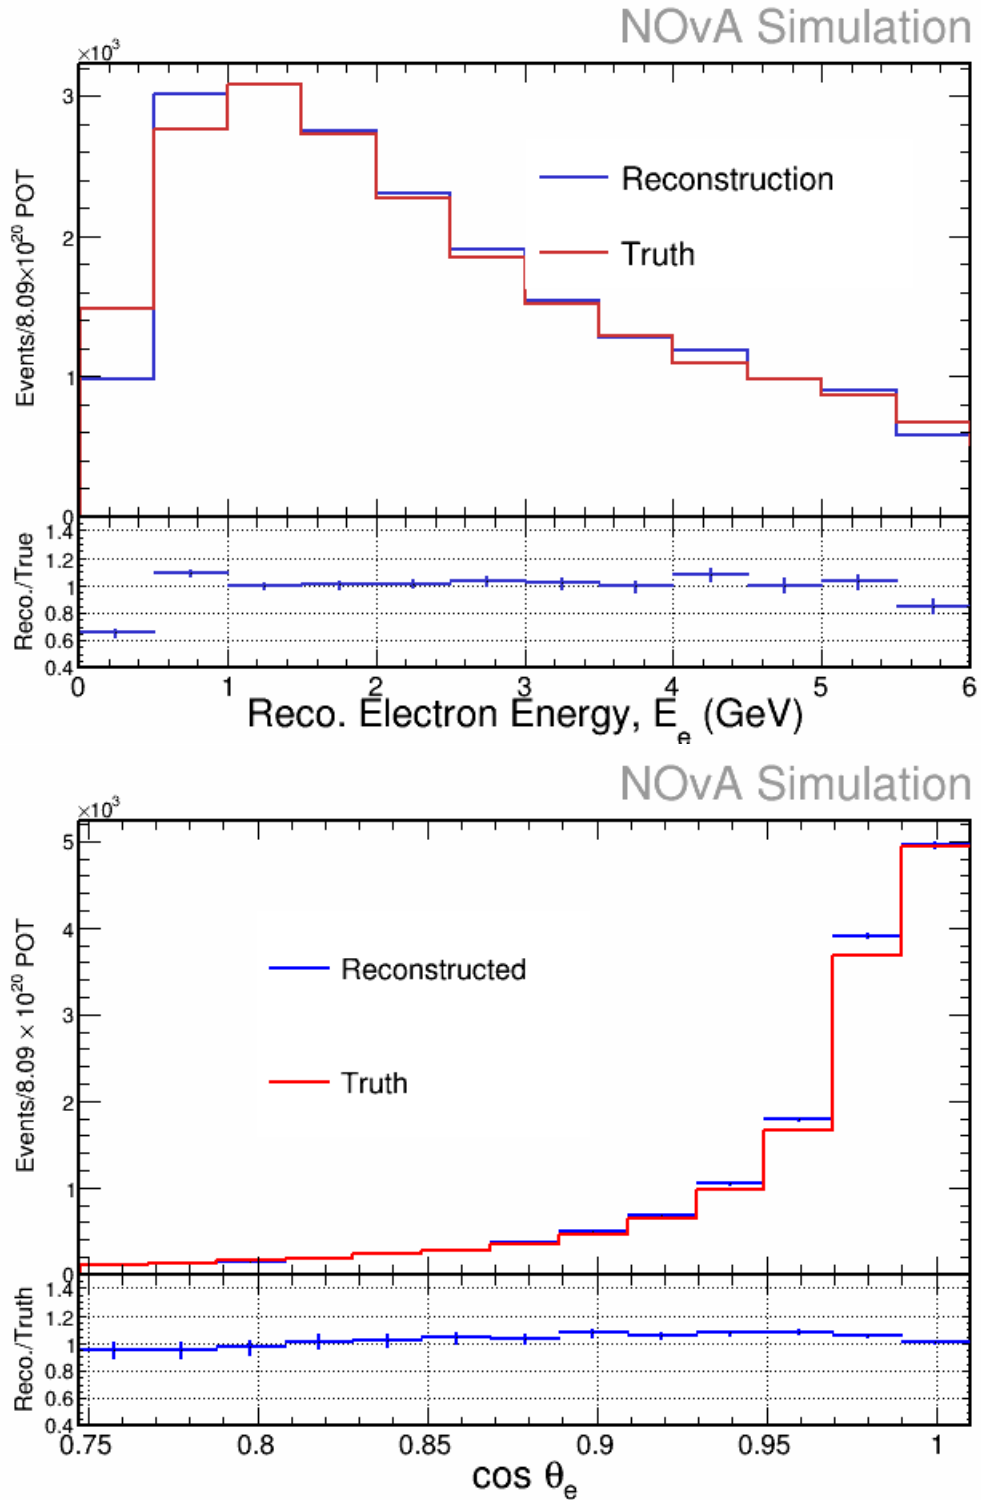 NOvA Simulation
×10³
3
2
1
0
Events/8.09×10²⁰ POT
Reconstruction
Truth
1.4
1.2
1
0.8
0.6
0.4
Reco./True
0 1 2 3 4 5 6
Reco. Electron Energy, Eₑ (GeV)
NOvA Simulation
×10³
5
4
3
2
1
0
Events/8.09 × 10²⁰ POT
Reconstructed
Truth
1.4
1.2
1
0.8
0.6
0.4
Reco./Truth
0.75 0.8 0.85 0.9 0.95 1
cos θₑ